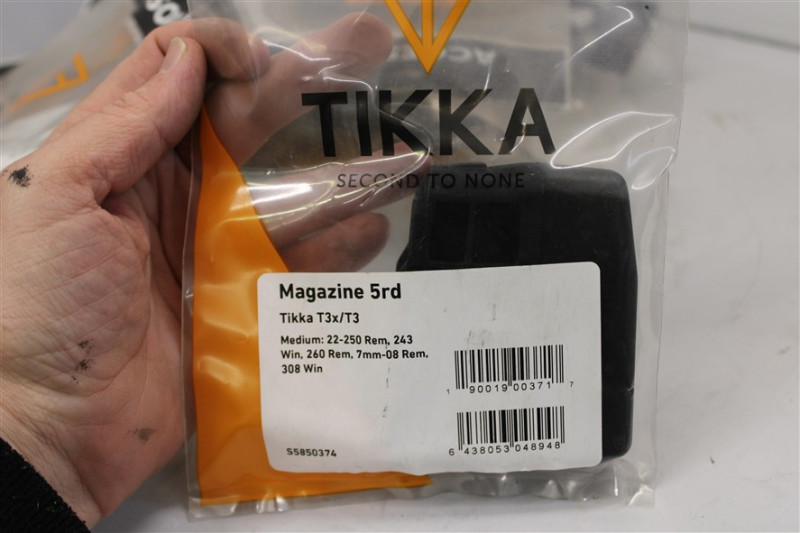 TIKKA
SECOND TO NONE
Magazine 5rd
Tikka T3x/T3
Medium: 22-250 Rem, 243
Win, 260 Rem, 7mm-08 Rem,
308 Win
1 90019 00371 7
6 438053 048948
S5850374